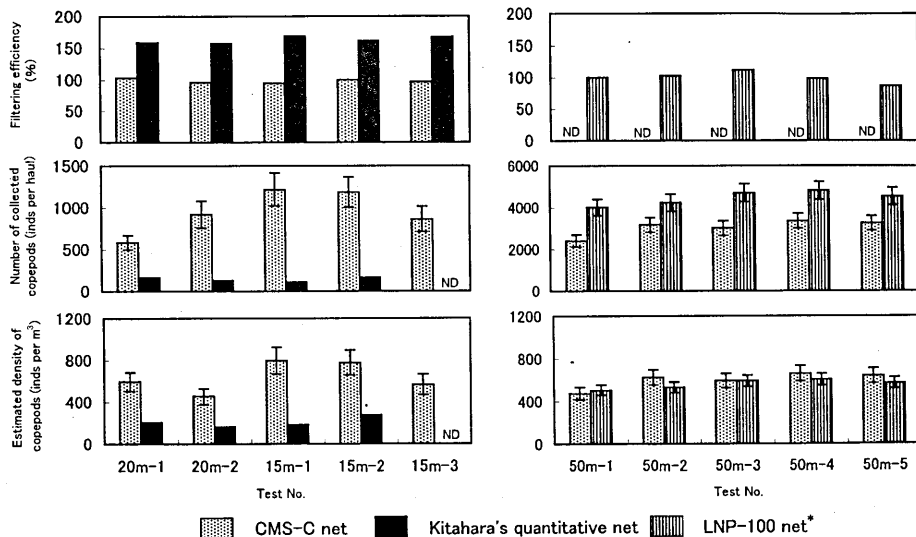 Filtering efficiency
(%)
200
150
100
50
0
200
150
100
50
0
ND ND ND ND ND
Number of collected
copepods (inds per haul)
1500
1000
500
0
ND
6000
4000
2000
0
Estimated density of
copepods (inds per m³)
1200
800
400
0
ND
1200
800
400
0
20m-1 20m-2 15m-1 15m-2 15m-3
Test No.
50m-1 50m-2 50m-3 50m-4 50m-5
Test No.
CMS-C net Kitahara's quantitative net LNP-100 net*